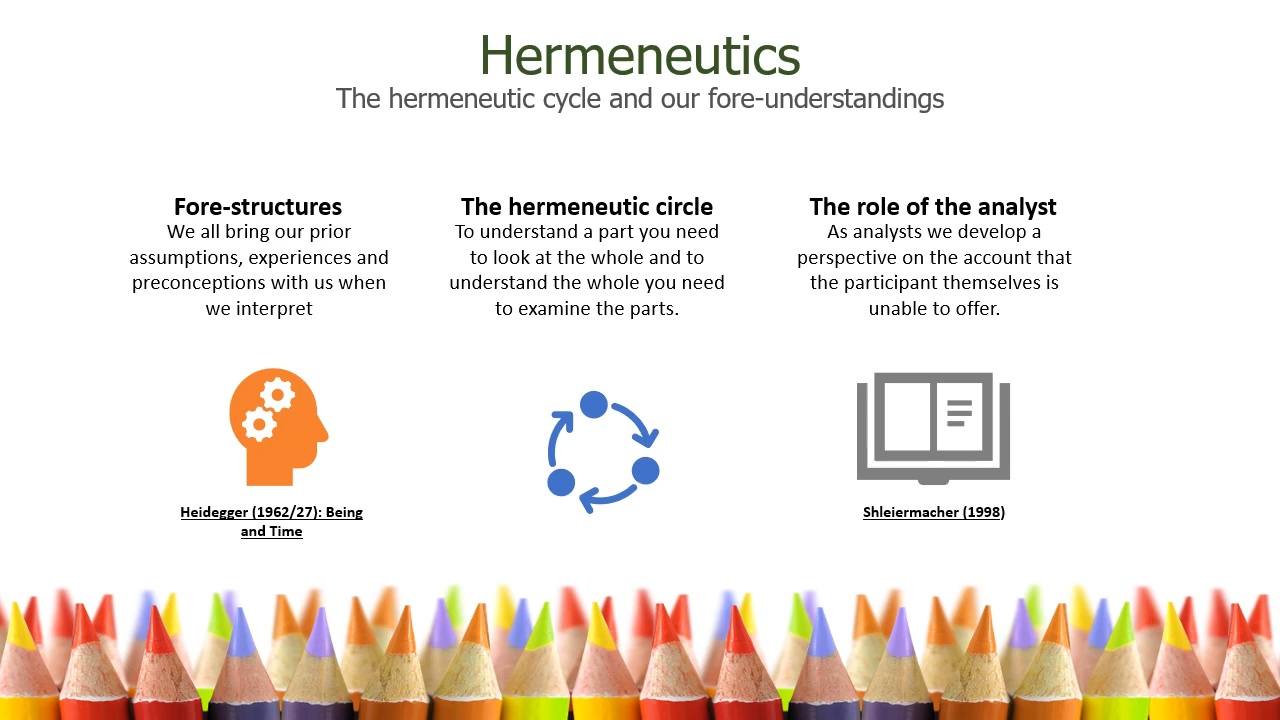 Hermeneutics
The hermeneutic cycle and our fore-understandings
Fore-structures
We all bring our prior
assumptions, experiences and
preconceptions with us when
we interpret
Heidegger (1962/27): Being
and Time
The hermeneutic circle
To understand a part you need
to look at the whole and to
understand the whole you need
to examine the parts.
The role of the analyst
As analysts we develop a
perspective on the account that
the participant themselves is
unable to offer.
Shleiermacher (1998)